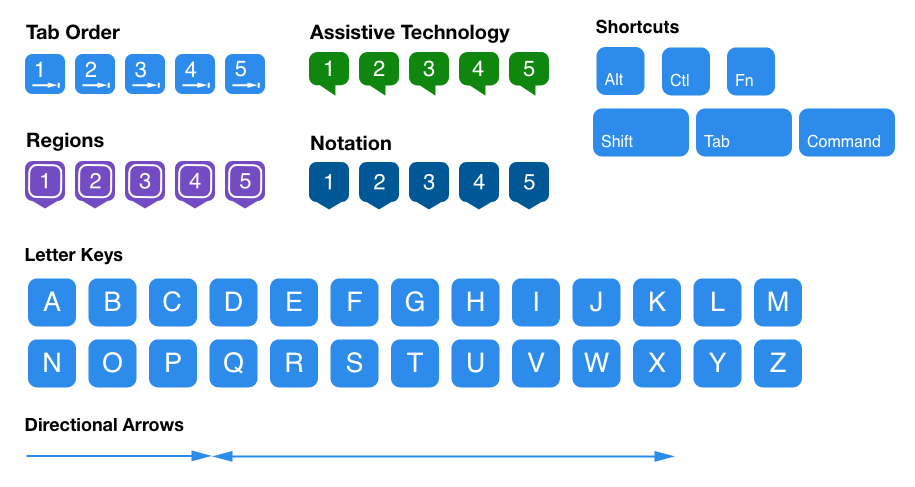 Tab Order
1 2 3 4 5
Assistive Technology
1 2 3 4 5
Shortcuts
Alt Ctl Fn
Shift Tab Command
Regions
1 2 3 4 5
Notation
1 2 3 4 5
Letter Keys
A B C D E F G H I J K L M
N O P Q R S T U V W X Y Z
Directional Arrows